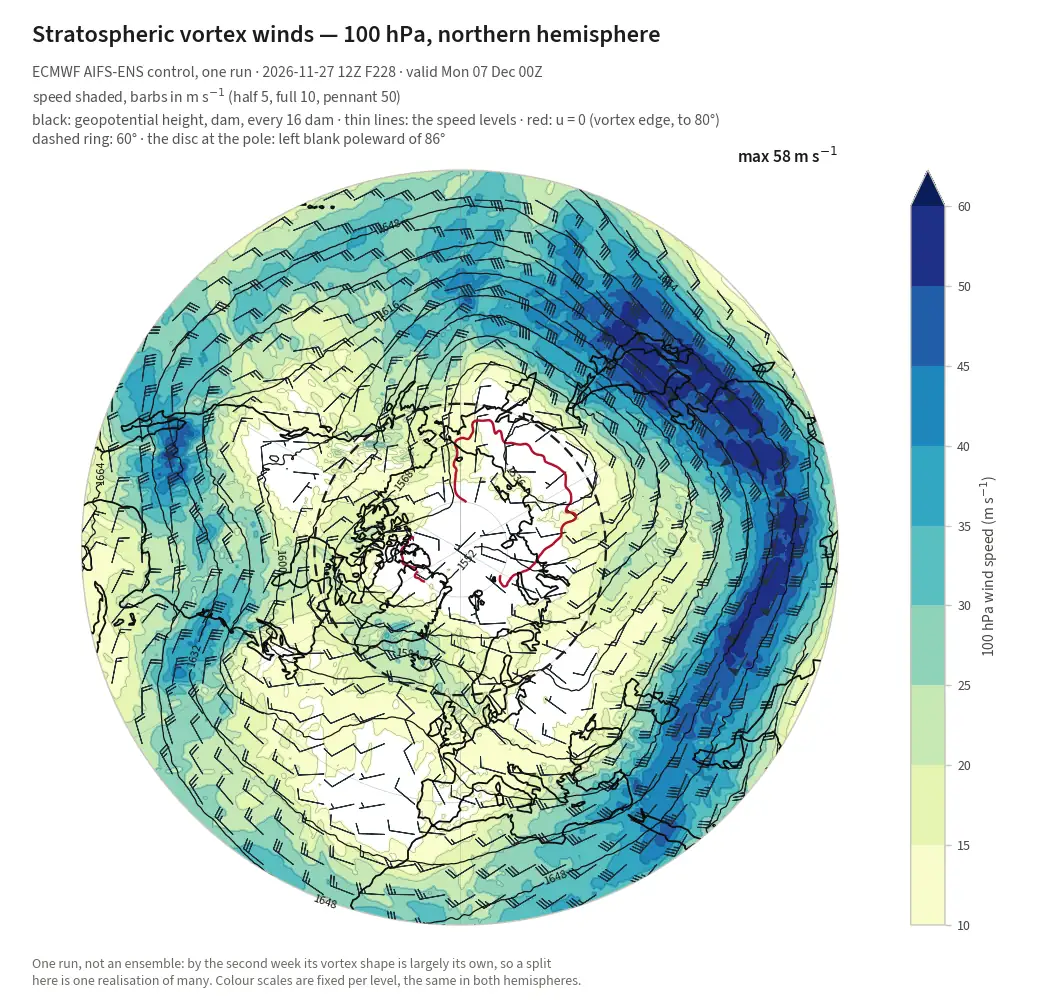 Stratospheric vortex winds — 100 hPa, northern hemisphere
ECMWF AIFS-ENS control, one run · 2026-11-27 12Z F228 · valid Mon 07 Dec 00Z
speed shaded, barbs in m s⁻¹ (half 5, full 10, pennant 50)
black: geopotential height, dam, every 16 dam · thin lines: the speed levels · red: u = 0 (vortex edge, to 80°)
dashed ring: 60° · the disc at the pole: left blank poleward of 86°
max 58 m s⁻¹
60
50
45
40
35
30
25
20
15
10
100 hPa wind speed (m s⁻¹)
1648
1616
1664
1568
1600
1552
1632
1648
1648
One run, not an ensemble: by the second week its vortex shape is largely its own, so a split
here is one realisation of many. Colour scales are fixed per level, the same in both hemispheres.